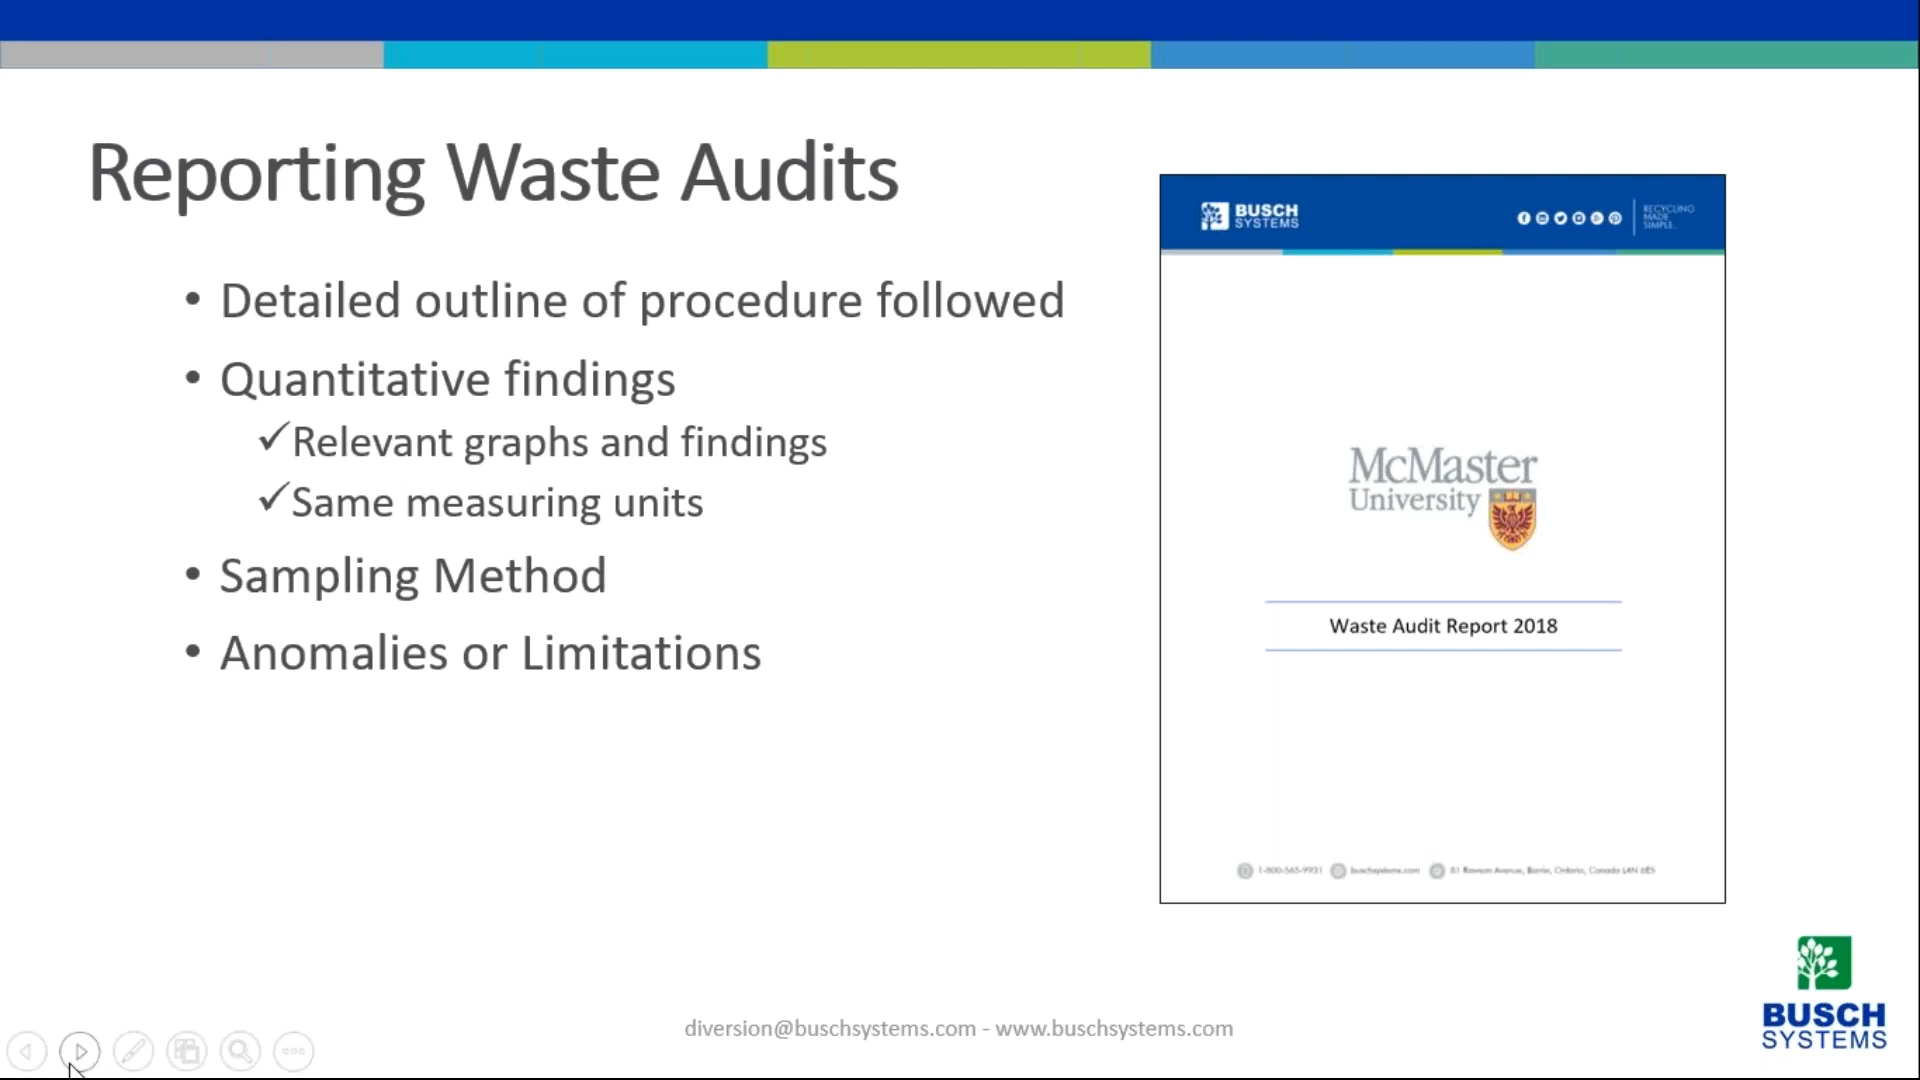 Reporting Waste Audits
• Detailed outline of procedure followed
• Quantitative findings
✓Relevant graphs and findings
✓Same measuring units
• Sampling Method
• Anomalies or Limitations
BUSCH
SYSTEMS
RECYCLING
MADE
SIMPLE.
McMaster
University
Waste Audit Report 2018
1-800-565-9931 buschsystems.com 81 Rawson Avenue, Barrie, Ontario, Canada L4N 6E5
diversion@buschsystems.com - www.buschsystems.com
BUSCH
SYSTEMS